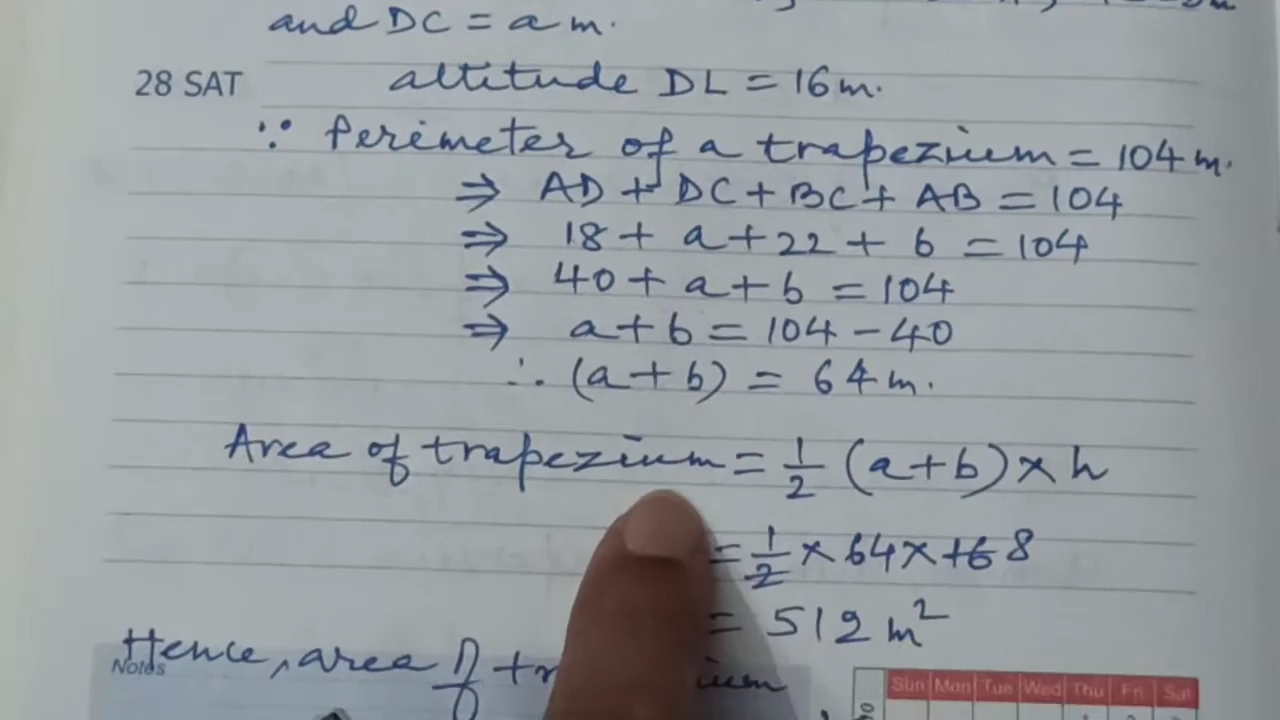 and DC = a m.
28 SAT
altitude DL = 16m.
∵ Perimeter of a trapezium = 104 m.
⇒ AD + DC + BC + AB = 104
⇒ 18 + a + 22 + b = 104
⇒ 40 + a + b = 104
⇒ a + b = 104 - 40
∴ (a + b) = 64 m.
Area of trapezium = 1/2 (a+b) × h
= 1/2 × 64 × 16 8
= 512 m²
Hence, area of
Notes
Sun Mon Tue Wed Thu Fri Sat